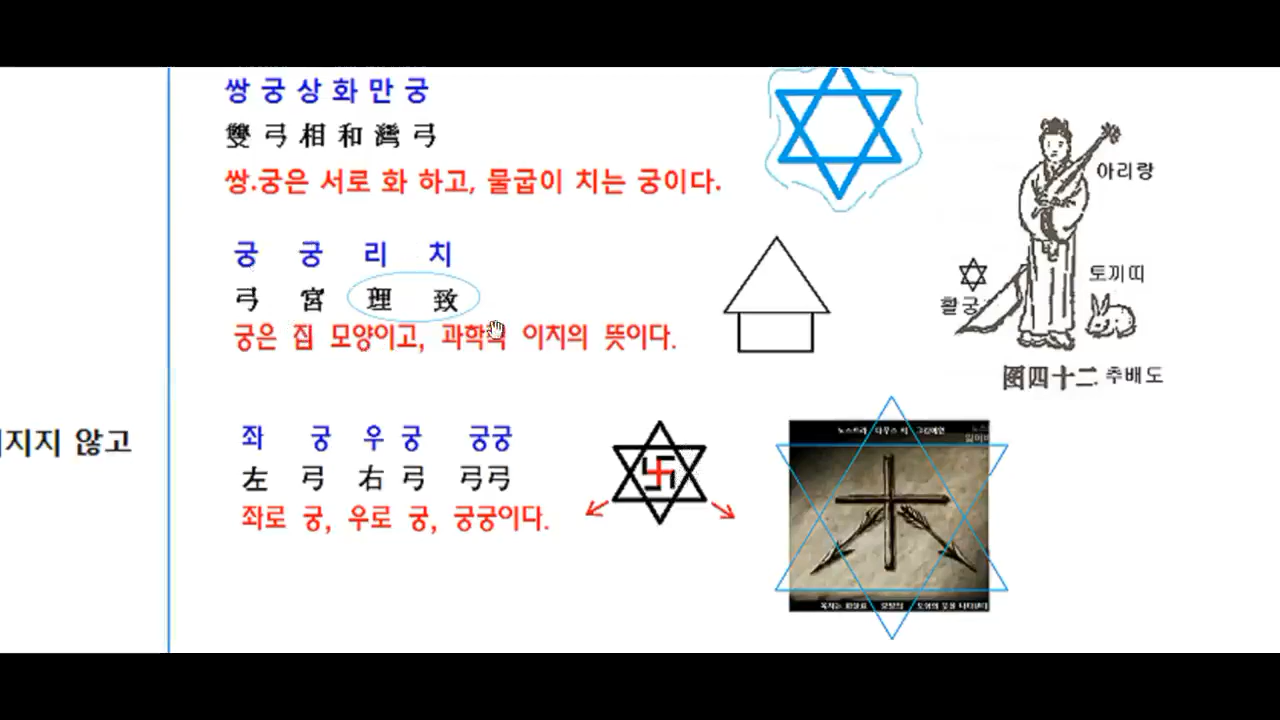 쌍 궁 상 화 만 궁
雙 弓 相 和 灣 弓
쌍.궁은 서로 화 하고, 물굽이 치는 궁이다.
아리랑
궁 궁 리 치
弓 宮 理 致
궁은 집 모양이고, 과학적 이치의 뜻이다.
토끼띠
활궁
圖四十二 추배도
지지 않고
좌 궁 우 궁 궁궁
左 弓 右 弓 弓弓
좌로 궁, 우로 궁, 궁궁이다.